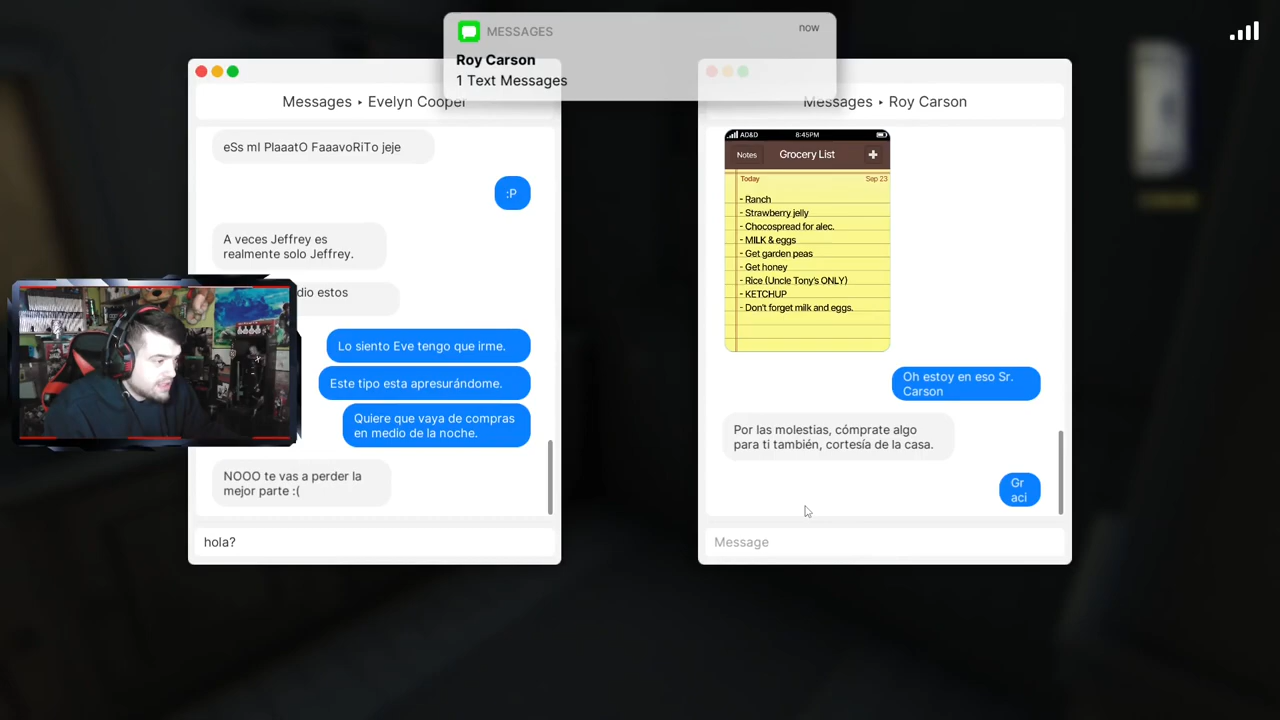 MESSAGES
now
Roy Carson
1 Text Messages
Messages ‣ Evelyn Cooper
eSs mI PlaaatO FaaavoRiTo jeje
:P
A veces Jeffrey es
realmente solo Jeffrey.
dio estos
Lo siento Eve tengo que irme.
Este tipo esta apresurándome.
Quiere que vaya de compras
en medio de la noche.
NOOO te vas a perder la
mejor parte :(
hola?
Messages ‣ Roy Carson
AD&D
8:45PM
Notes
Grocery List
+
Today
Sep 23
- Ranch
- Strawberry jelly
- Chocospread for alec.
- MILK & eggs
- Get garden peas
- Get honey
- Rice (Uncle Tony's ONLY)
- KETCHUP
- Don't forget milk and eggs.
Oh estoy en eso Sr.
Carson
Por las molestias, cómprate algo
para ti también, cortesía de la casa.
Gr
aci
Message